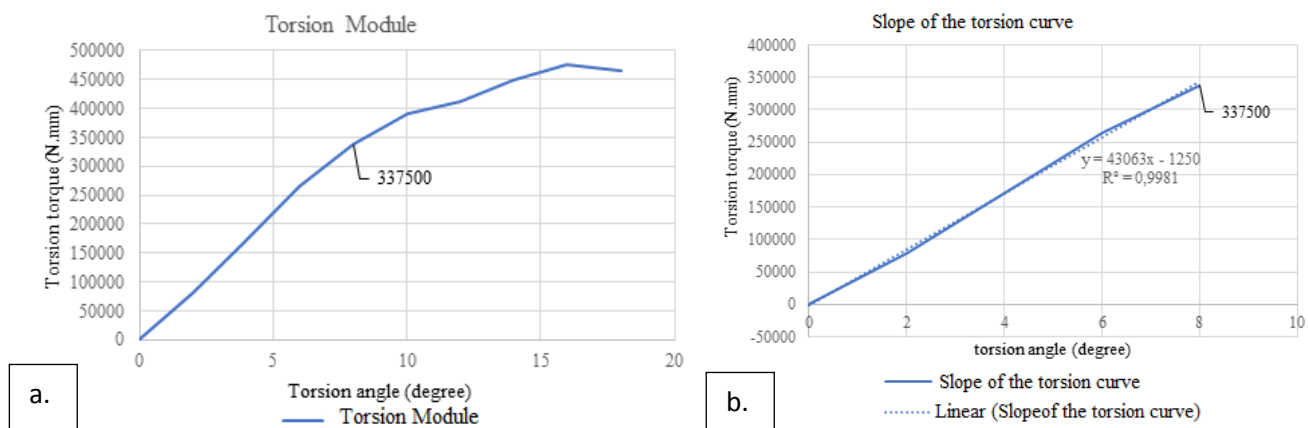 Torsion Module
500000
450000
400000
350000
300000
250000
200000
150000
100000
50000
0
Torsion torque (N.mm)
337500
0 5 10 15 20
Torsion angle (degree)
Torsion Module
a.
Slope of the torsion curve
400000
350000
300000
250000
200000
150000
100000
50000
0
-50000
Torsion torque (N.mm)
337500
y = 43063x - 1250
R² = 0,9981
0 2 4 6 8 10
torsion angle (degree)
Slope of the torsion curve
Linear (Slopeof the torsion curve)
b.